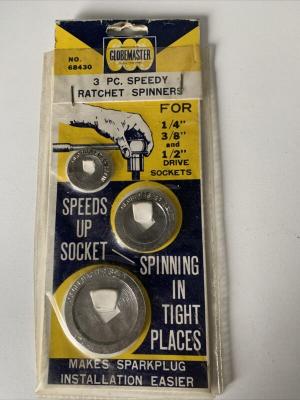 GLOBEMASTER
NO.
68430
3 PC. SPEEDY
RATCHET SPINNERS
FOR
1/4"
3/8"
and
1/2"
DRIVE
SOCKETS
SPEEDS
UP
SOCKET
SPINNING
IN
TIGHT
PLACES
MAKES SPARKPLUG
INSTALLATION EASIER